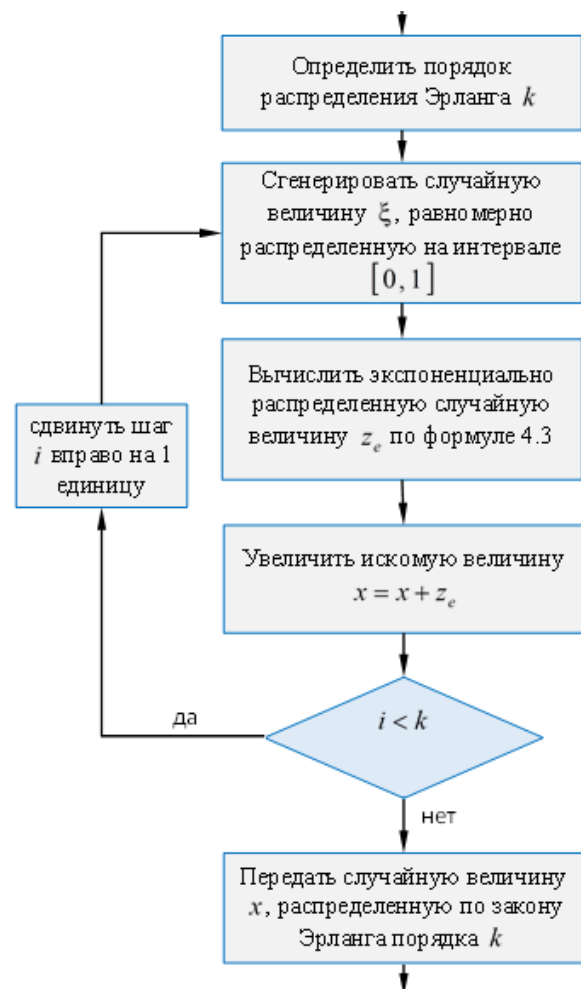 Определить порядок
распределения Эрланга k
Сгенерировать случайную
величину ξ, равномерно
распределенную на интервале
[0, 1]
Вычислить экспоненциально
распределенную случайную
величину zₑ по формуле 4.3
сдвинуть шаг
i вправо на 1
единицу
Увеличить искомую величину
x = x + zₑ
i < k
да
нет
Передать случайную величину
x, распределенную по закону
Эрланга порядка k